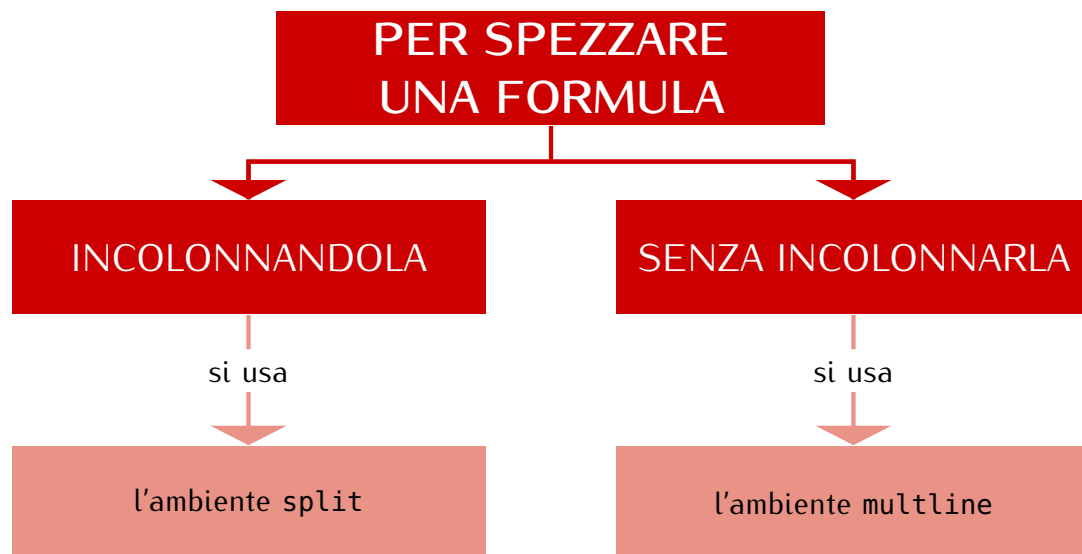 PER SPEZZARE
UNA FORMULA
INCOLONNANDOLA
SENZA INCOLONNARLA
si usa
si usa
l'ambiente split
l'ambiente multline